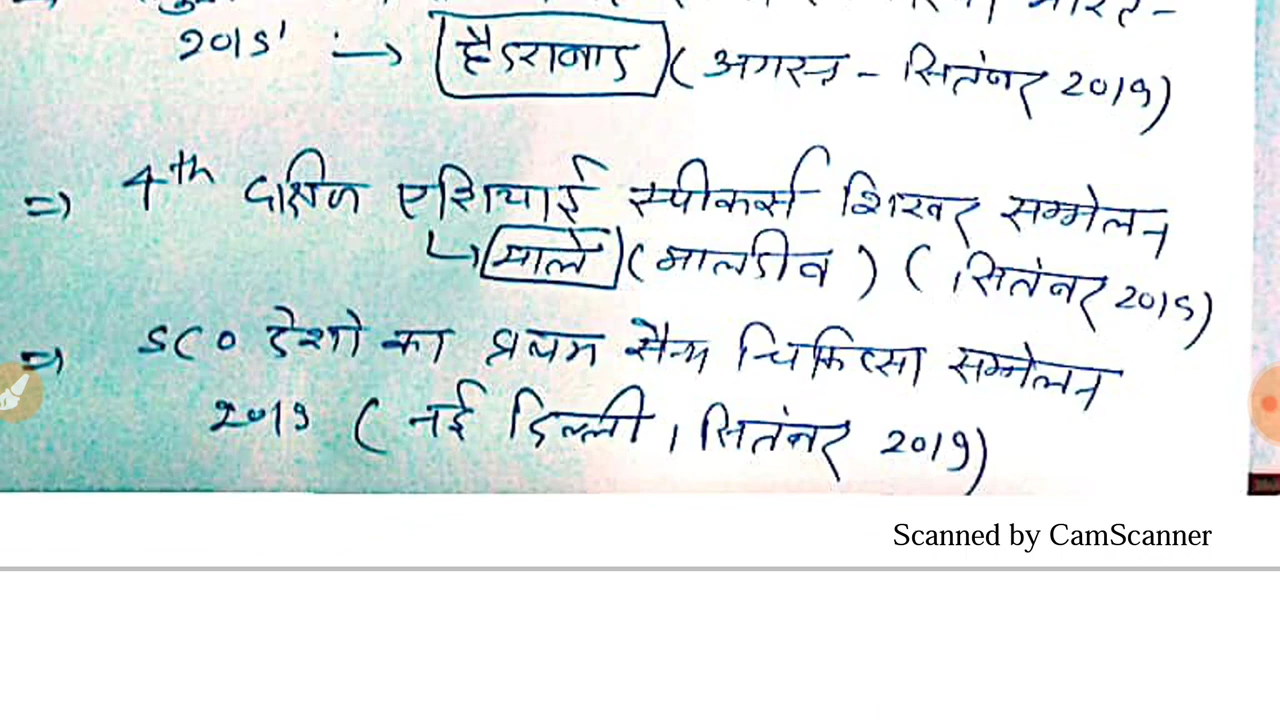 2019' :→ हैदराबाद (अगस्त - सितंबर 2019)
⇒ 4th दक्षिण एशियाई स्पीकर्स शिखर सम्मेलन
↳ माले (मालदीव) (सितंबर 2019)
⇒ SCO देशो का प्रथम सैन्य चिकित्सा सम्मेलन
2019 (नई दिल्ली, सितंबर 2019)
Scanned by CamScanner